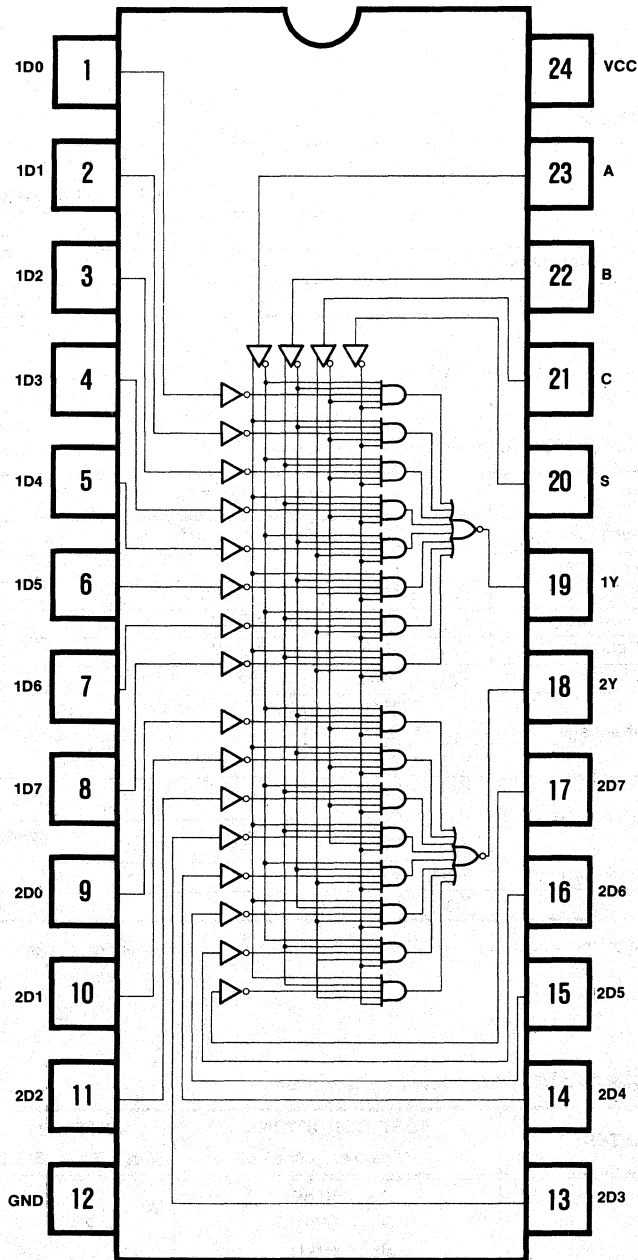 1D0 1 24 VCC
1D1 2 23 A
1D2 3 22 B
1D3 4 21 C
1D4 5 20 S
1D5 6 19 1Y
1D6 7 18 2Y
1D7 8 17 2D7
2D0 9 16 2D6
2D1 10 15 2D5
2D2 11 14 2D4
GND 12 13 2D3